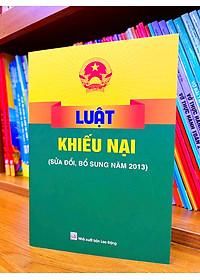 LUẬT
KHIẾU NẠI
(SỬA ĐỔI, BỔ SUNG NĂM 2013)
Nhà xuất bản Lao Động